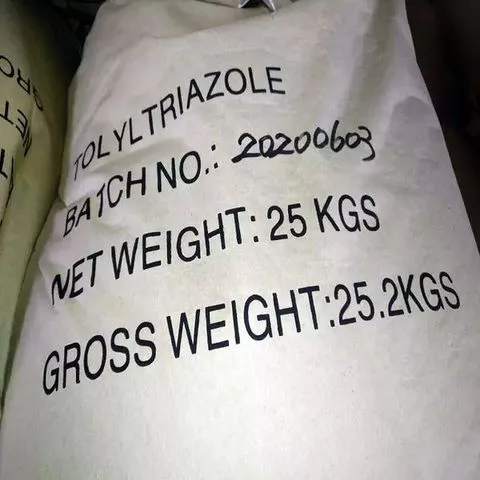 TOLYLTRIAZOLE
BATCH NO.: 20200603
NET WEIGHT: 25 KGS
GROSS WEIGHT:25.2KGS